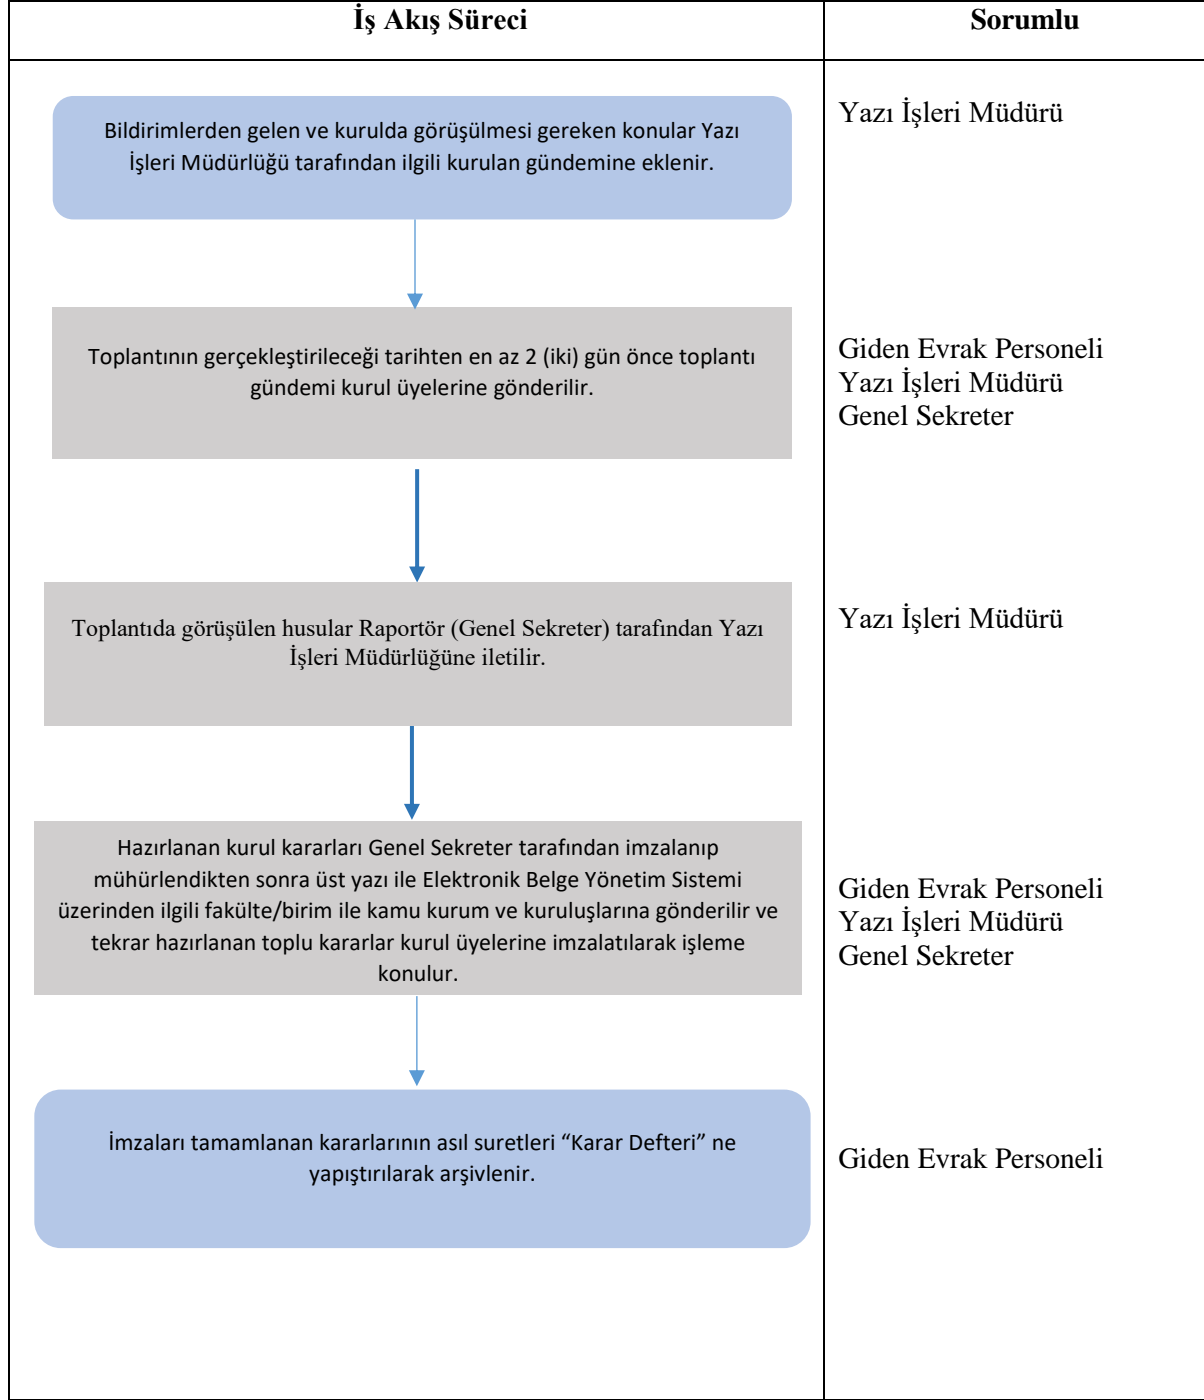 İş Akış Süreci
Sorumlu
Bildirimlerden gelen ve kurulda görüşülmesi gereken konular Yazı
İşleri Müdürlüğü tarafından ilgili kurulan gündemine eklenir.
Yazı İşleri Müdürü
Toplantının gerçekleştirileceği tarihten en az 2 (iki) gün önce toplantı
gündemi kurul üyelerine gönderilir.
Giden Evrak Personeli
Yazı İşleri Müdürü
Genel Sekreter
Toplantıda görüşülen husular Raportör (Genel Sekreter) tarafından Yazı
İşleri Müdürlüğüne iletilir.
Yazı İşleri Müdürü
Hazırlanan kurul kararları Genel Sekreter tarafından imzalanıp
mühürlendikten sonra üst yazı ile Elektronik Belge Yönetim Sistemi
üzerinden ilgili fakülte/birim ile kamu kurum ve kuruluşlarına gönderilir ve
tekrar hazırlanan toplu kararlar kurul üyelerine imzalatılarak işleme
konulur.
Giden Evrak Personeli
Yazı İşleri Müdürü
Genel Sekreter
İmzaları tamamlanan kararlarının asıl suretleri “Karar Defteri” ne
yapıştırılarak arşivlenir.
Giden Evrak Personeli